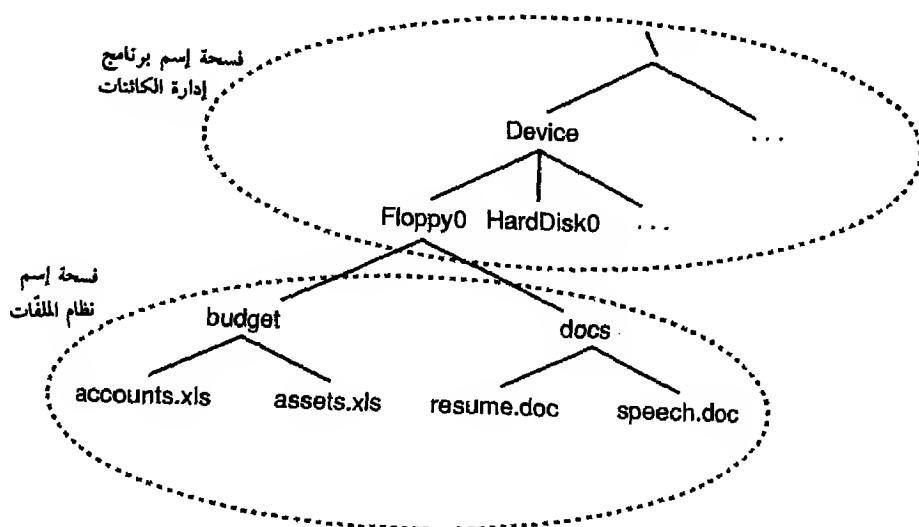 \
فسحة إسم برنامج
إدارة الكائنات
Device
...
Floppy0 HardDisk0 ...
فسحة إسم
نظام الملفّات
budget
docs
accounts.xls assets.xls resume.doc speech.doc